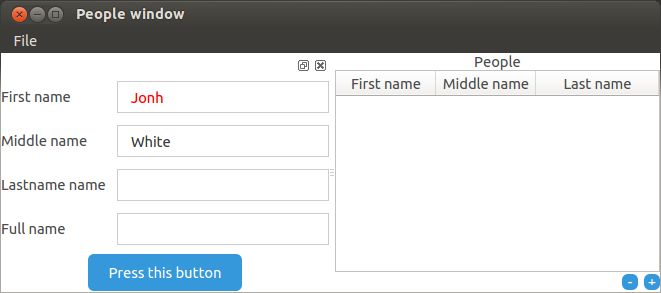 People window
File
First name
Jonh
Middle name
White
Lastname name
Full name
Press this button
People
First name Middle name Last name
- +